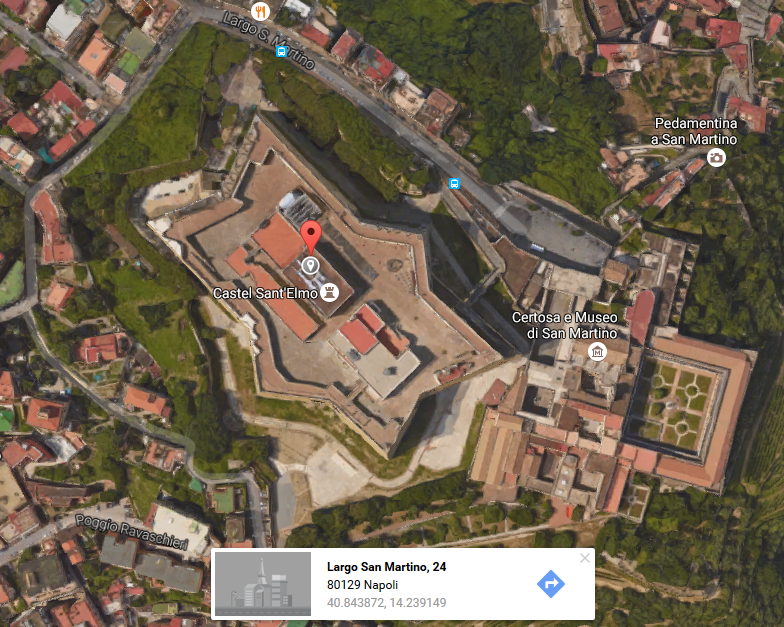 Largo S. Martino
Pedamentina
a San Martino
Castel Sant'Elmo
Certosa e Museo
di San Martino
Poggio Ravaschieri
Largo San Martino, 24
80129 Napoli
40.843872, 14.239149